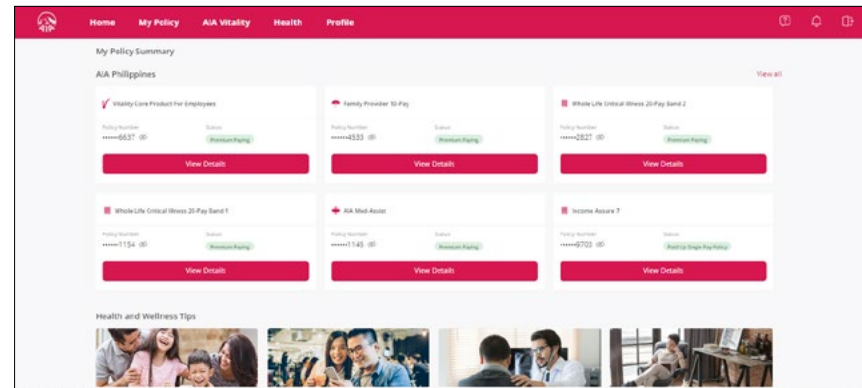 AIA
Home My Policy AIA Vitality Health Profile
My Policy Summary
AIA Philippines View all
Vitality Core Product For Employees
Policy Number Status
••••••6637 Premium Paying
View Details
Family Provider 10-Pay
Policy Number Status
••••••4533 Premium Paying
View Details
Whole Life Critical Illness 20-Pay Band 2
Policy Number Status
••••••2827 Premium Paying
View Details
Whole Life Critical Illness 20-Pay Band 1
Policy Number Status
••••••1154 Premium Paying
View Details
AIA Med-Assist
Policy Number Status
••••••1145 Premium Paying
View Details
Income Assure 7
Policy Number Status
••••••9703 Paid Up Single Pay Policy
View Details
Health and Wellness Tips